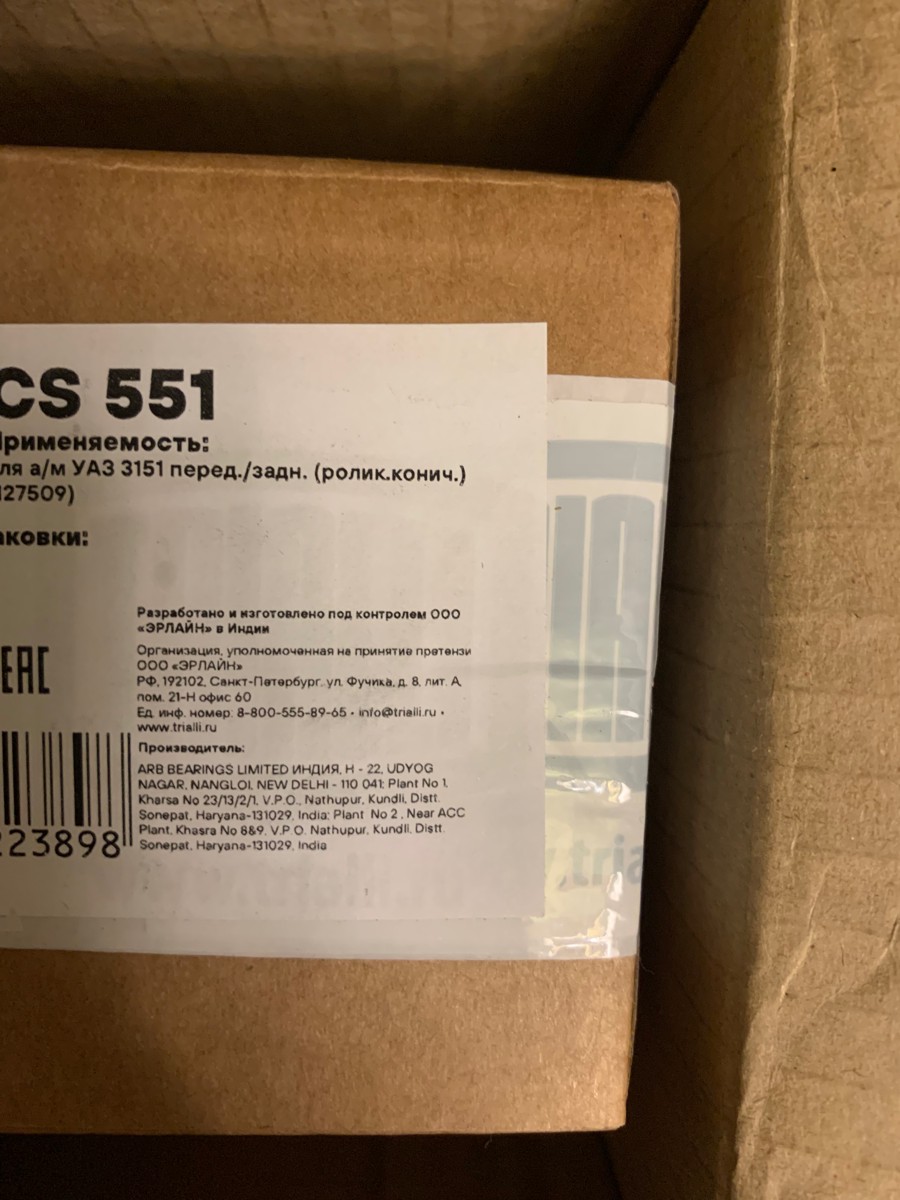 CS 551
Применяемость:
ля а/м УАЗ 3151 перед./задн. (ролик.конич.)
127509)
аковки:
Разработано и изготовлено под контролем ООО
«ЭРЛАЙН» в Индии
Организация, уполномоченная на принятие претензи
ООО «ЭРЛАЙН»
РФ, 192102, Санкт-Петербург, ул. Фучика, д. 8, лит. А,
пом. 21-Н офис 60
Ед. инф. номер: 8-800-555-89-65 • info@trialli.ru •
www.trialli.ru
EAC
Производитель:
ARB BEARINGS LIMITED ИНДИЯ, H - 22, UDYOG
NAGAR, NANGLOI, NEW DELHI - 110 041; Plant No 1,
Kharsa No 23/13/2/1, V.P.O., Nathupur, Kundli, Distt.
Sonepat, Haryana-131029, India; Plant No 2 , Near ACC
Plant, Khasra No 8&9, V.P.O. Nathupur, Kundli, Distt.
Sonepat, Haryana-131029, India
223898